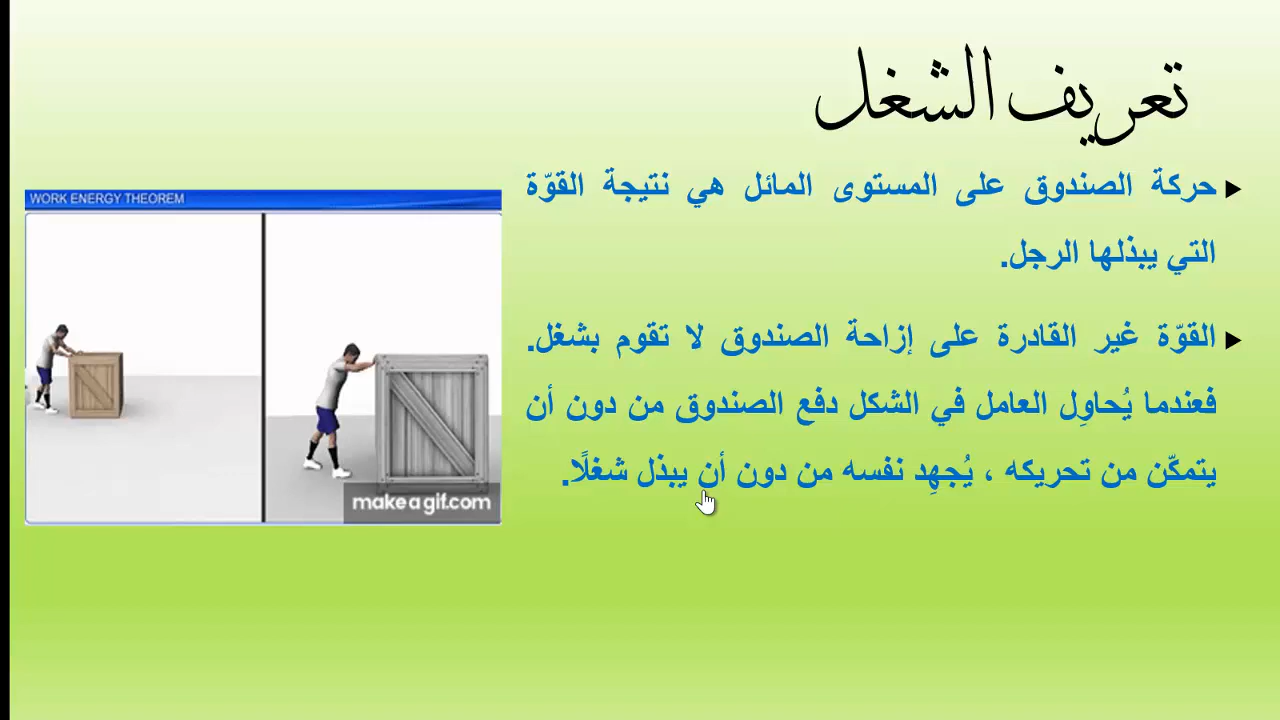 تعريف الشغل
حركة الصندوق على المستوى المائل هي نتيجة القوّة
التي يبذلها الرجل.
القوّة غير القادرة على إزاحة الصندوق لا تقوم بشغل.
فعندما يُحاوِل العامل في الشكل دفع الصندوق من دون أن
يتمكّن من تحريكه ، يُجهِد نفسه من دون أن يبذل شغلًا.
WORK ENERGY THEOREM
makeagif.com